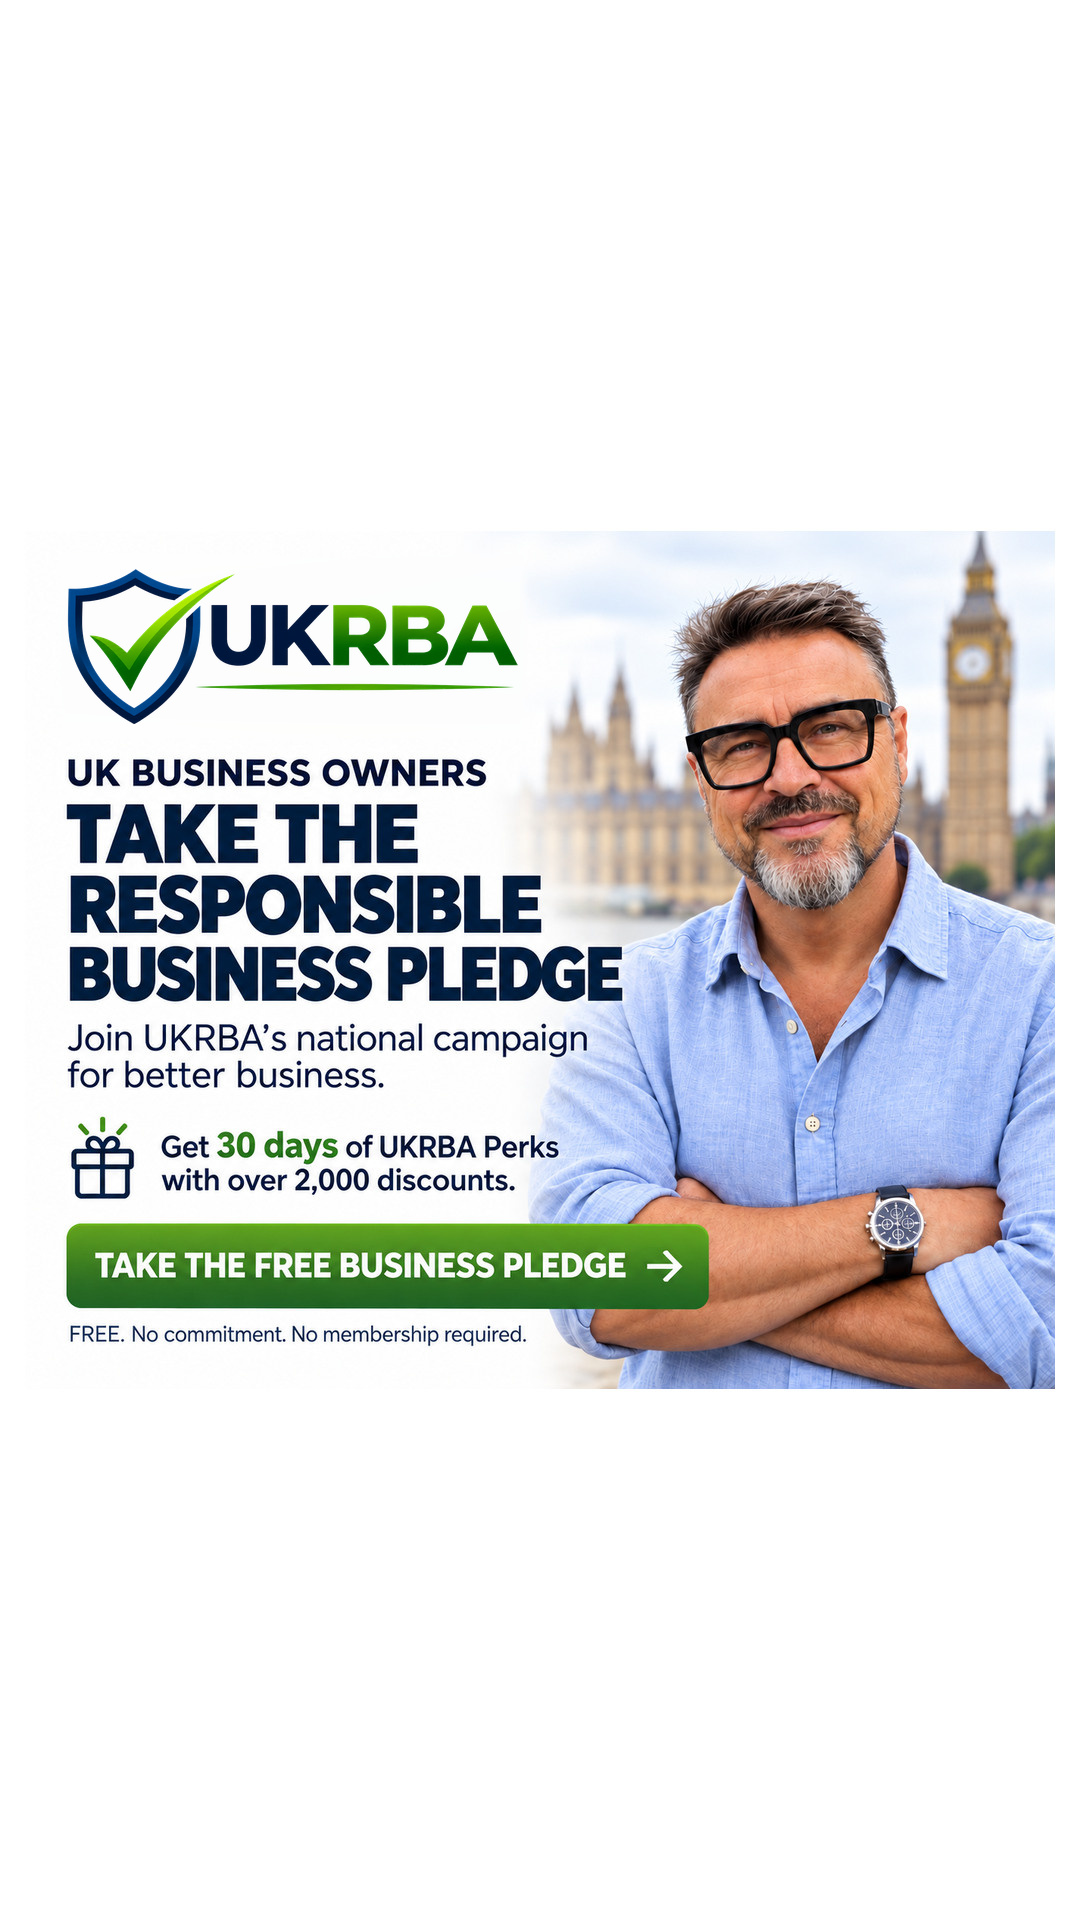 UKRBA
UK BUSINESS OWNERS
TAKE THE
RESPONSIBLE
BUSINESS PLEDGE
Join UKRBA's national campaign
for better business.
Get 30 days of UKRBA Perks
with over 2,000 discounts.
TAKE THE FREE BUSINESS PLEDGE →
FREE. No commitment. No membership required.